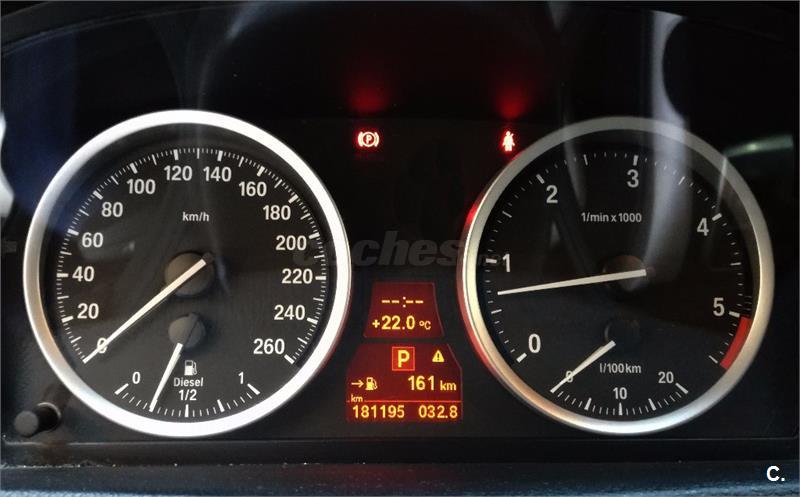 0 20 40 60 80 100 120 140 160 180 200 220 240 260
km/h
0 1/2 1
Diesel
P
coches
--:--
+22.0 °C
P
→ 161 km
km
181195 032.8
0 1 2 3 4 5
1/min x 1000
l/100km
0 10 20
C.